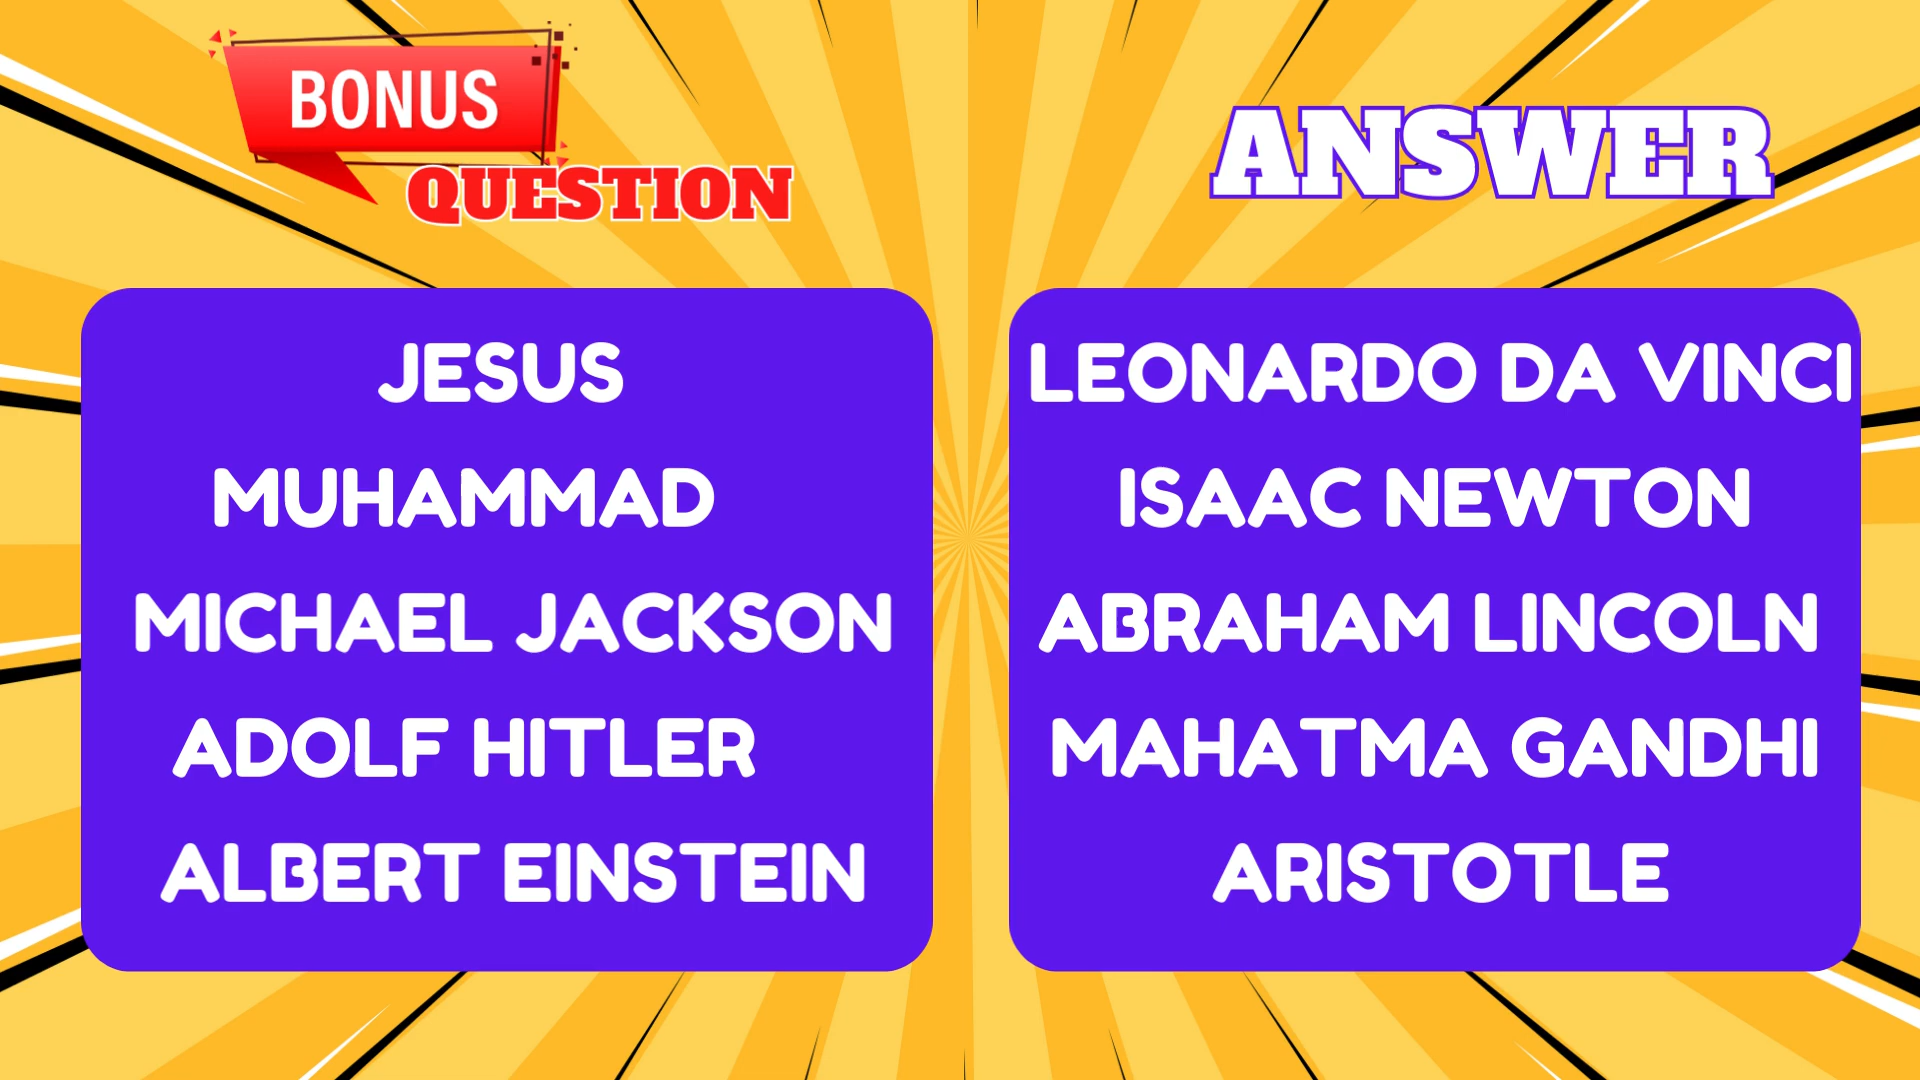 BONUS
QUESTION
JESUS
MUHAMMAD
MICHAEL JACKSON
ADOLF HITLER
ALBERT EINSTEIN
ANSWER
LEONARDO DA VINCI
ISAAC NEWTON
ABRAHAM LINCOLN
MAHATMA GANDHI
ARISTOTLE